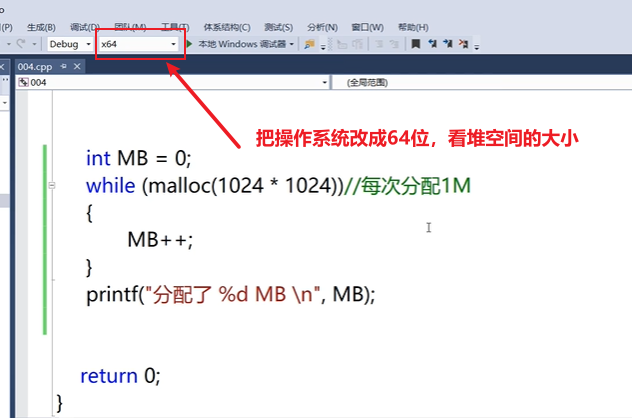 生成(B) 调试(D) 团队(M) 工具(T) 体系结构(C) 测试(S) 分析(N) 窗口(W) 帮助(H)
Debug x64 本地 Windows 调试器
004.cpp
004 (全局范围)
把操作系统改成64位，看堆空间的大小
int MB = 0;
while (malloc(1024 * 1024))//每次分配1M
{
MB++;
}
printf("分配了 %d MB \n", MB);
return 0;
}